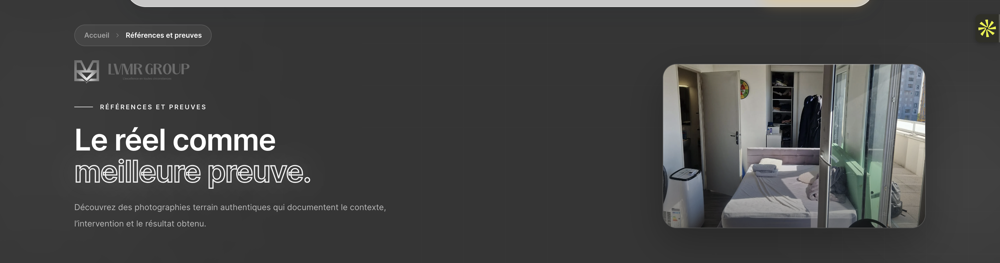 Accueil > Références et preuves
LVMR GROUP
L'excellence en toutes circonstances
RÉFÉRENCES ET PREUVES
Le réel comme
meilleure preuve.
Découvrez des photographies terrain authentiques qui documentent le contexte,
l’intervention et le résultat obtenu.